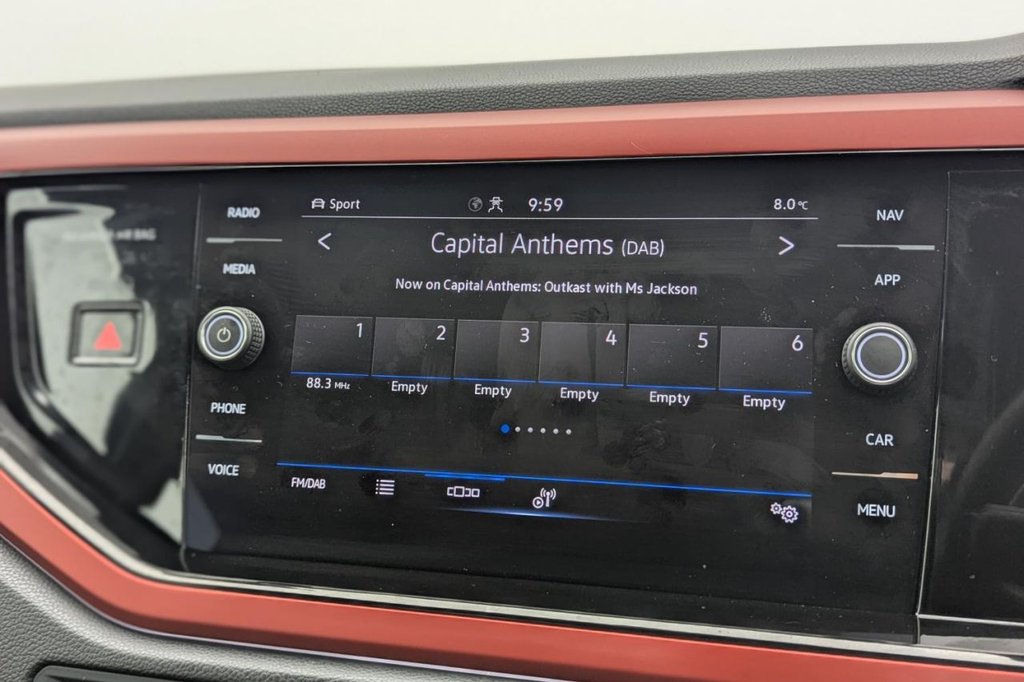 RADIO
MEDIA
PHONE
VOICE
Sport 9:59 8.0°C
< Capital Anthems (DAB) >
Now on Capital Anthems: Outkast with Ms Jackson
1 2 3 4 5 6
88.3 MHz Empty Empty Empty Empty Empty
FM/DAB
NAV
APP
CAR
MENU